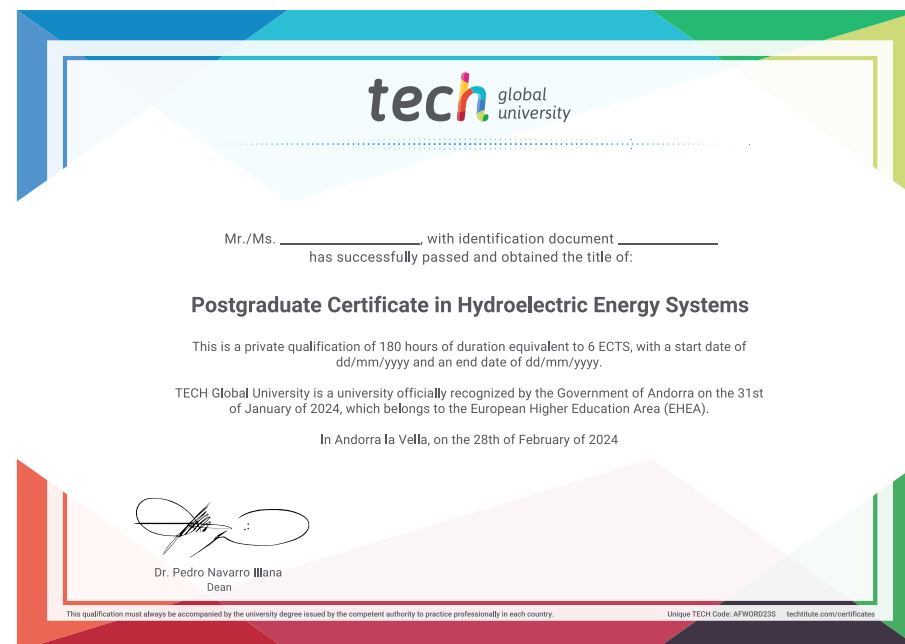 tech global
university
Mr./Ms. ____________________, with identification document ______________
has successfully passed and obtained the title of:
Postgraduate Certificate in Hydroelectric Energy Systems
This is a private qualification of 180 hours of duration equivalent to 6 ECTS, with a start date of
dd/mm/yyyy and an end date of dd/mm/yyyy.
TECH Global University is a university officially recognized by the Government of Andorra on the 31st
of January of 2024, which belongs to the European Higher Education Area (EHEA).
In Andorra la Vella, on the 28th of February of 2024
Dr. Pedro Navarro Illana
Dean
This qualification must always be accompanied by the university degree issued by the competent authority to practice professionally in each country. Unique TECH Code: AFWORD23S techtitute.com/certificates